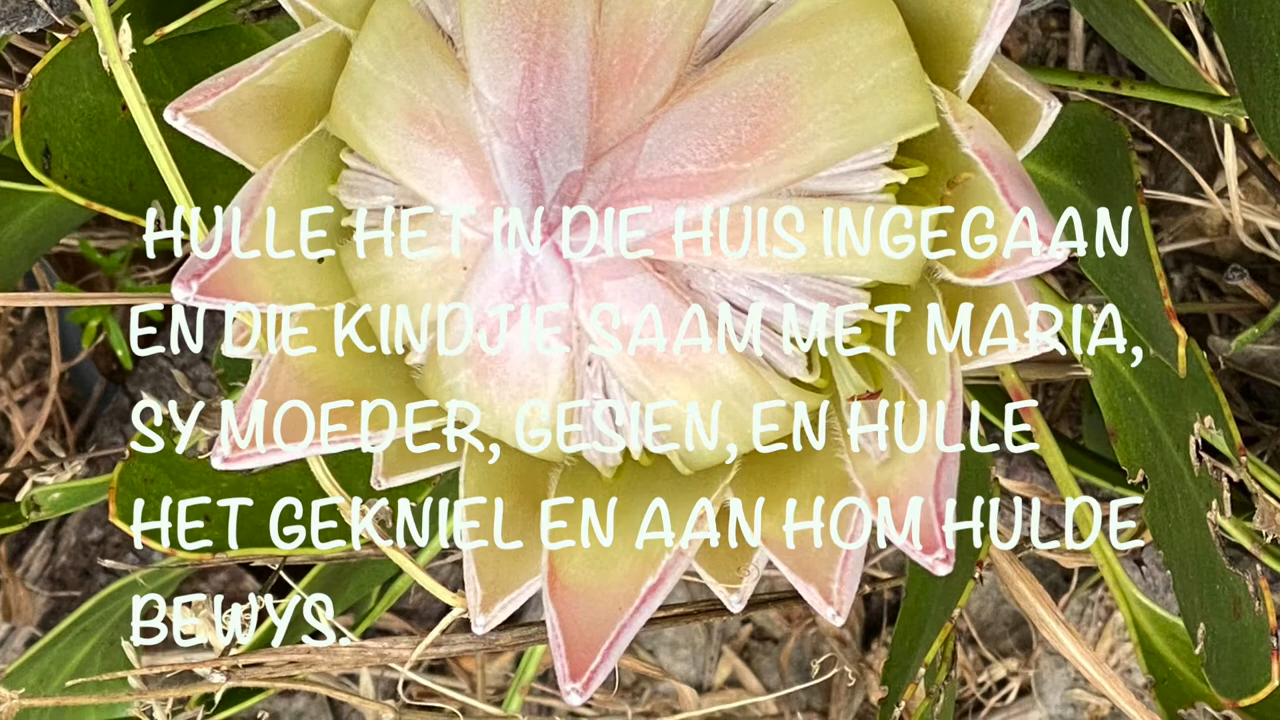 HULLE HET IN DIE HUIS INGEGAAN
EN DIE KINDJIE SAAM MET MARIA,
SY MOEDER, GESIEN, EN HULLE
HET GEKNIEL EN AAN HOM HULDE
BEWYS.